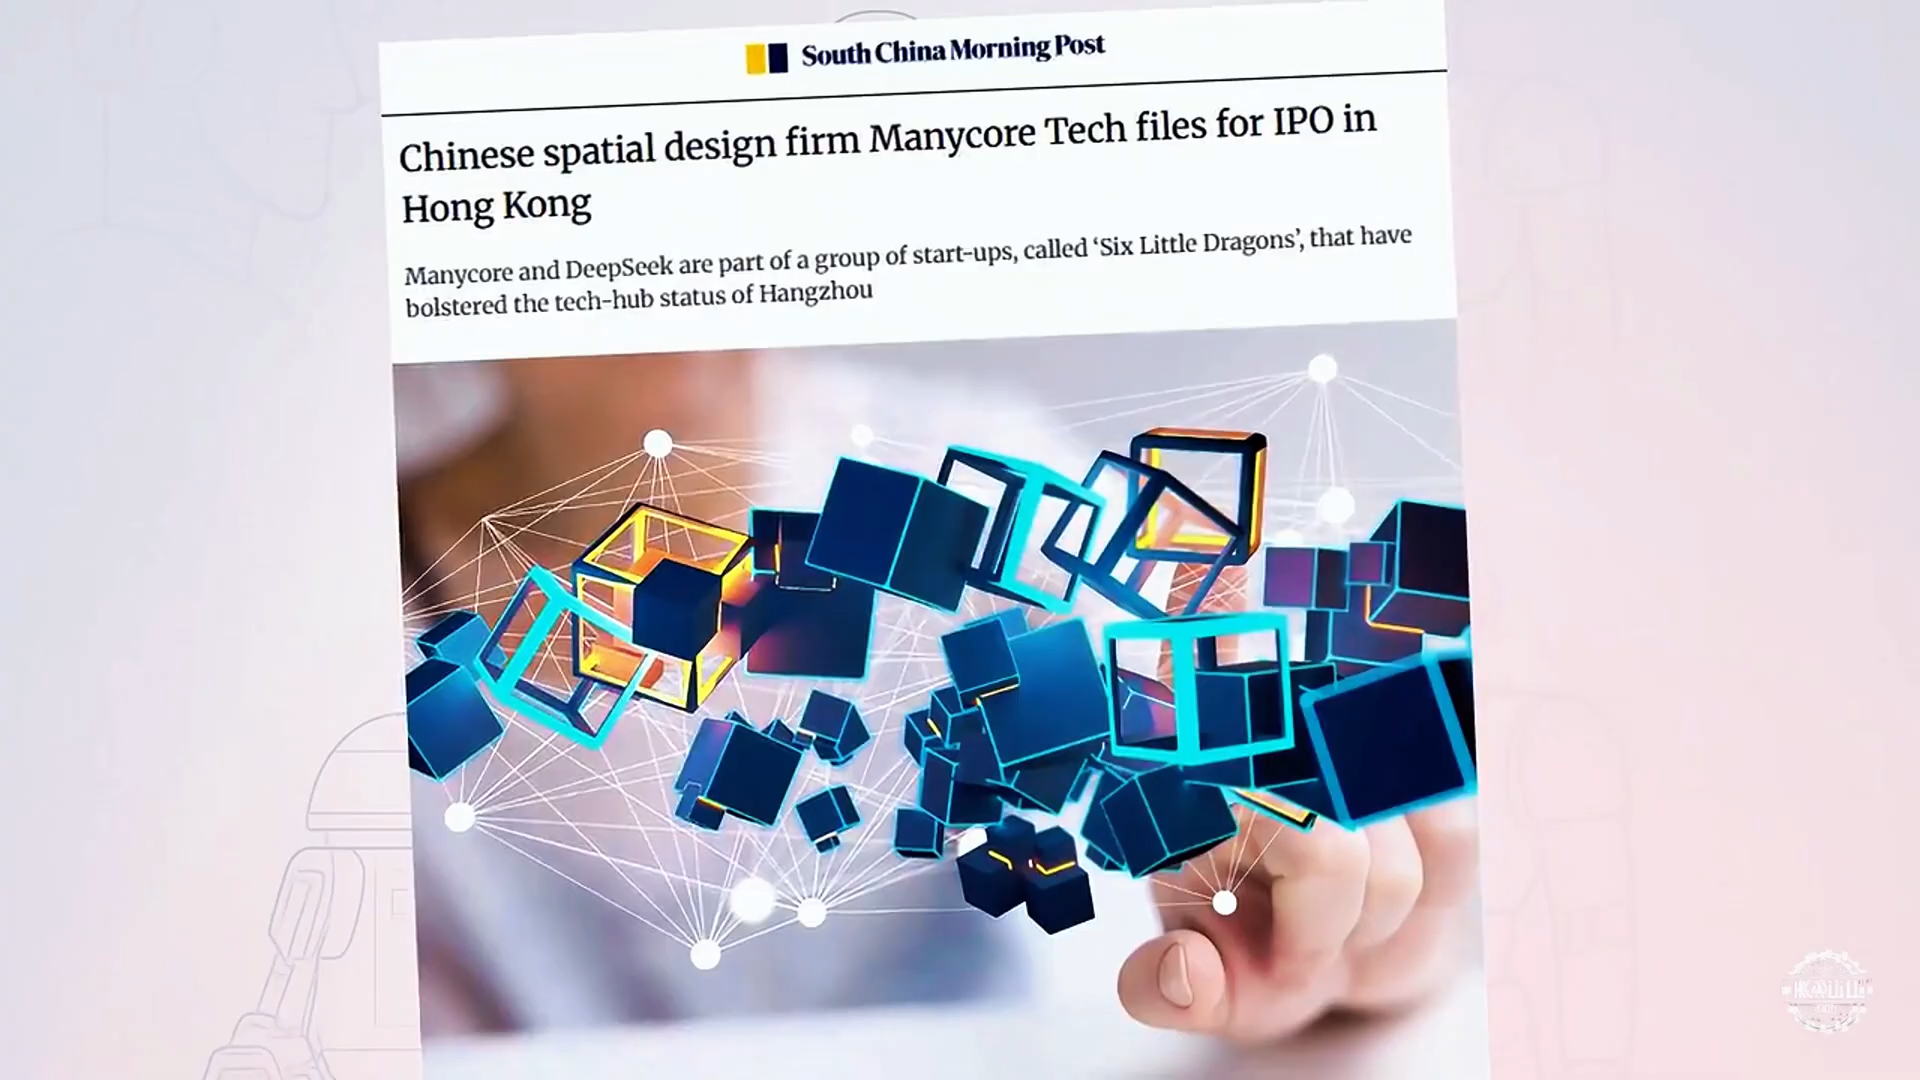 South China Morning Post
Chinese spatial design firm Manycore Tech files for IPO in
Hong Kong
Manycore and DeepSeek are part of a group of start-ups, called ‘Six Little Dragons’, that have
bolstered the tech-hub status of Hangzhou